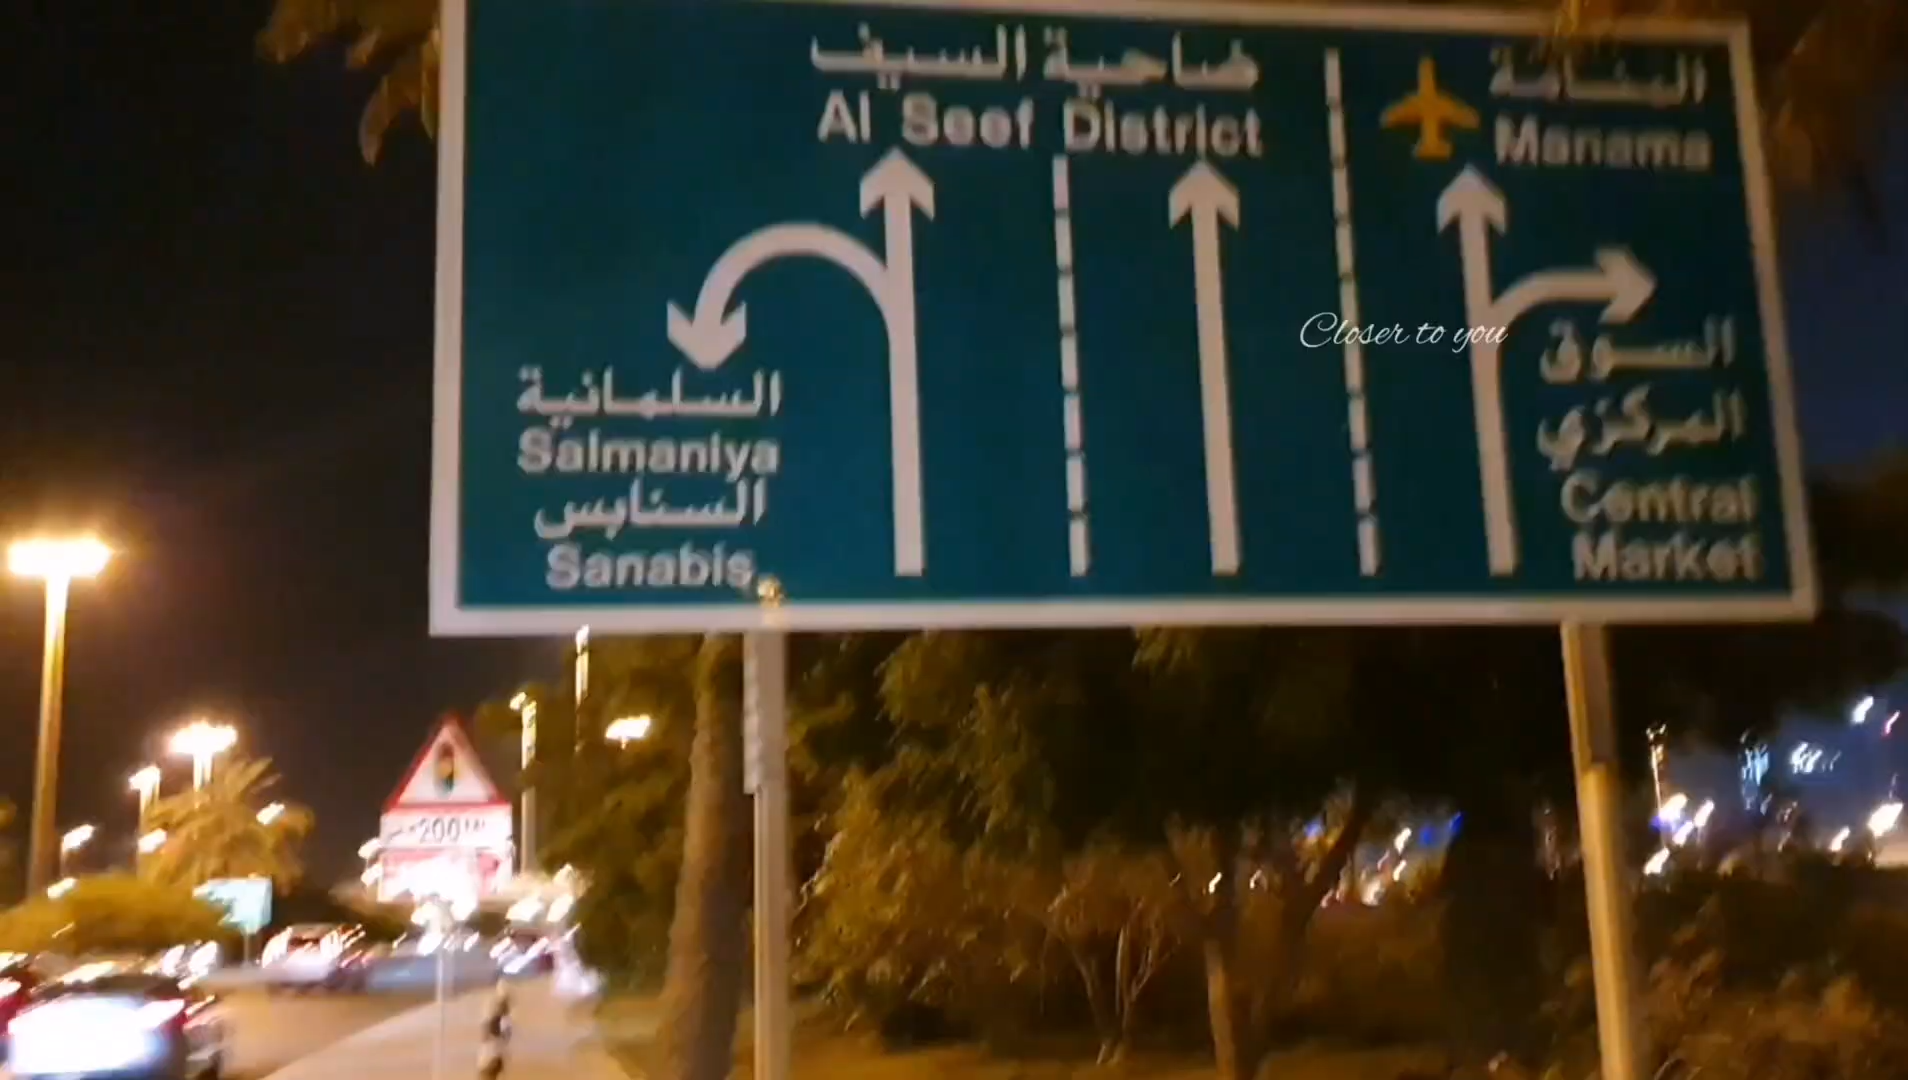 ضاحية السيف
Al Seef District
المنامة
Manama
السلمانية
Salmaniya
السنابس
Sanabis
السوق
المركزي
Central
Market
Closer to you
200